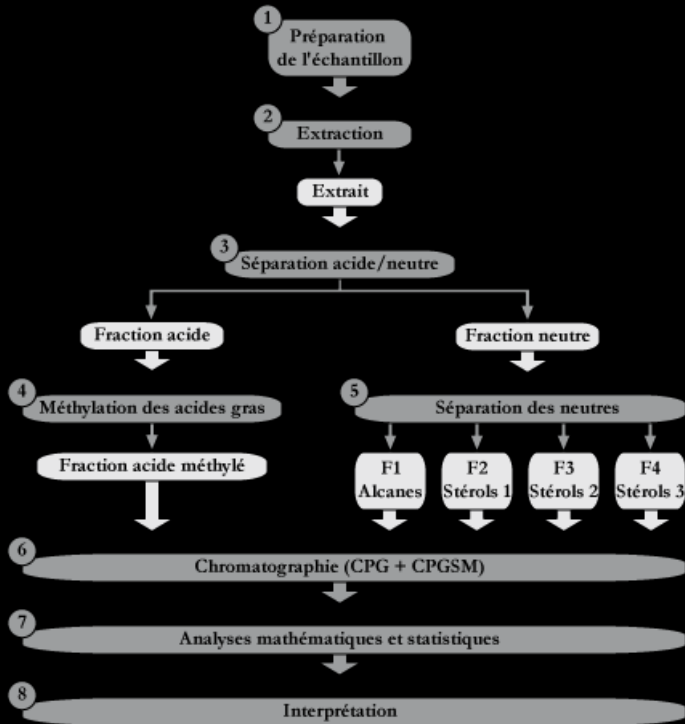 1
Préparation
de l'échantillon
2
Extraction
Extrait
3
Séparation acide/neutre
Fraction acide
Fraction neutre
4
Méthylation des acides gras
5
Séparation des neutres
Fraction acide méthylé
F1
Alcanes
F2
Stérols 1
F3
Stérols 2
F4
Stérols 3
6
Chromatographie (CPG + CPGSM)
7
Analyses mathématiques et statistiques
8
Interprétation